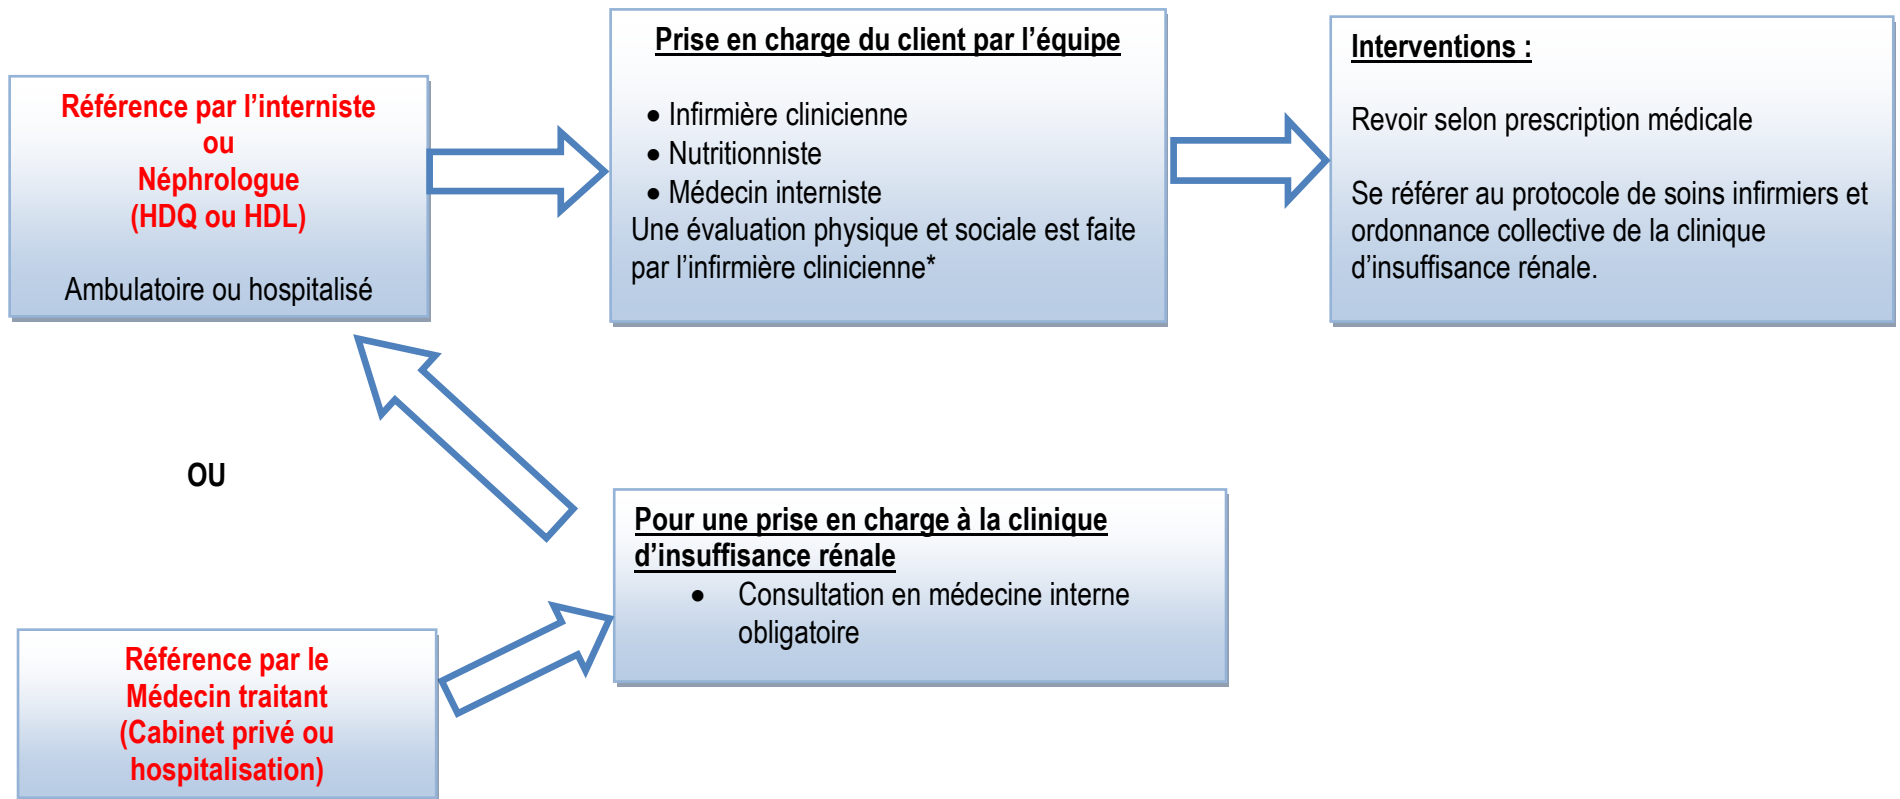 Référence par l’interniste
ou
Néphrologue
(HDQ ou HDL)
Ambulatoire ou hospitalisé
Prise en charge du client par l’équipe
• Infirmière clinicienne
• Nutritionniste
• Médecin interniste
Une évaluation physique et sociale est faite
par l’infirmière clinicienne*
Interventions :
Revoir selon prescription médicale
Se référer au protocole de soins infirmiers et
ordonnance collective de la clinique
d’insuffisance rénale.
OU
Pour une prise en charge à la clinique
d’insuffisance rénale
• Consultation en médecine interne
obligatoire
Référence par le
Médecin traitant
(Cabinet privé ou
hospitalisation)